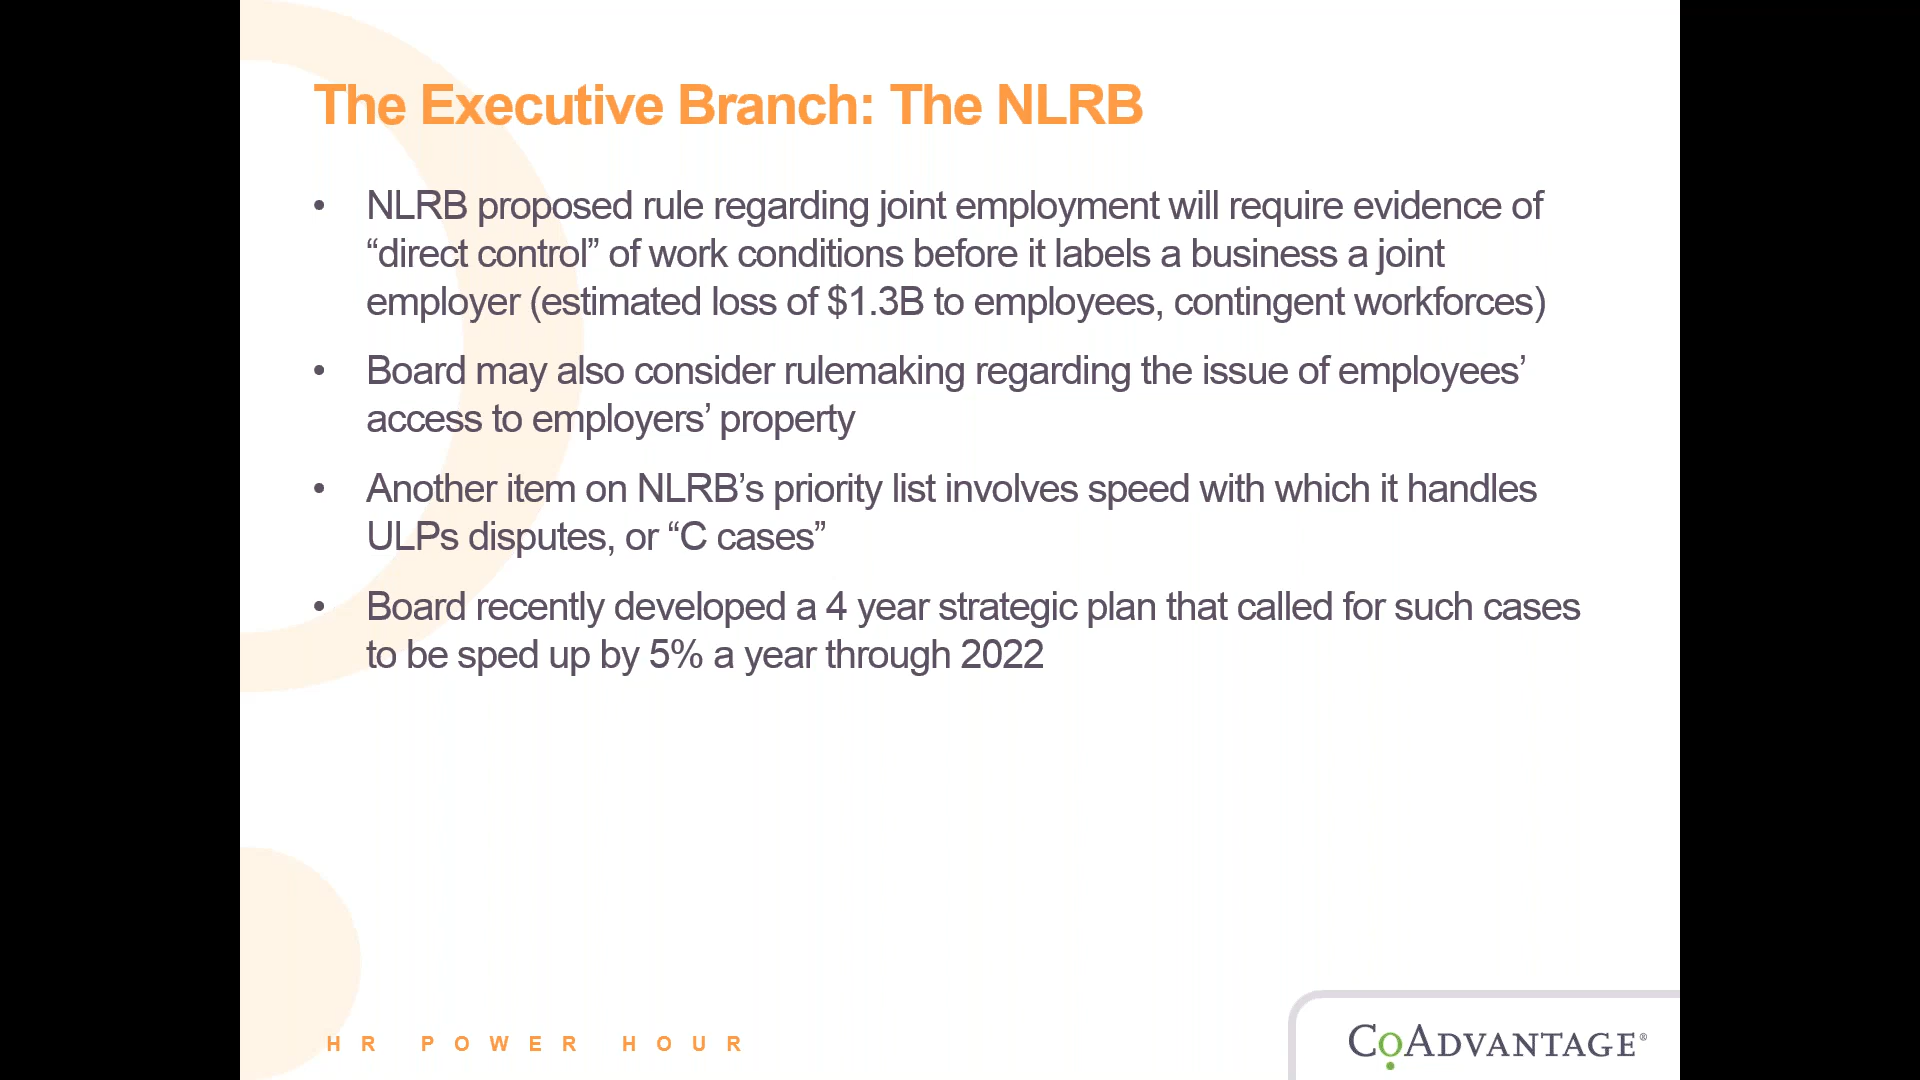 The Executive Branch: The NLRB
• NLRB proposed rule regarding joint employment will require evidence of
“direct control” of work conditions before it labels a business a joint
employer (estimated loss of $1.3B to employees, contingent workforces)
• Board may also consider rulemaking regarding the issue of employees’
access to employers’ property
• Another item on NLRB’s priority list involves speed with which it handles
ULPs disputes, or “C cases”
• Board recently developed a 4 year strategic plan that called for such cases
to be sped up by 5% a year through 2022
HR POWER HOUR
COADVANTAGE®